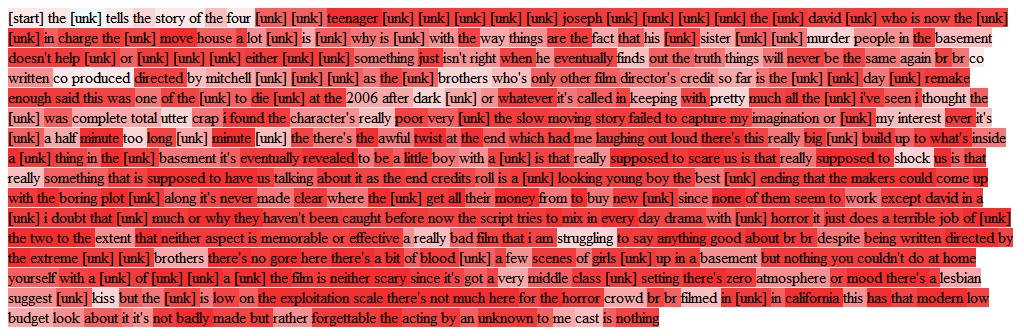 [start] the [unk] tells the story of the four [unk] [unk] teenager [unk] [unk] [unk] [unk] [unk] joseph [unk] [unk] [unk] [unk] the [unk] david [unk] who is now the [unk]
[unk] in charge the [unk] move house a lot [unk] is [unk] why is [unk] with the way things are the fact that his [unk] sister [unk] [unk] murder people in the basement
doesn't help [unk] or [unk] [unk] [unk] either [unk] [unk] something just isn't right when he eventually finds out the truth things will never be the same again br br co
written co produced directed by mitchell [unk] [unk] [unk] as the [unk] brothers who's only other film director's credit so far is the [unk] [unk] day [unk] remake
enough said this was one of the [unk] to die [unk] at the 2006 after dark [unk] or whatever it's called in keeping with pretty much all the [unk] i've seen i thought the
[unk] was complete total utter crap i found the character's really poor very [unk] the slow moving story failed to capture my imagination or [unk] my interest over it's
[unk] a half minute too long [unk] minute [unk] the there's the awful twist at the end which had me laughing out loud there's this really big [unk] build up to what's inside
a [unk] thing in the [unk] basement it's eventually revealed to be a little boy with a [unk] is that really supposed to scare us is that really supposed to shock us is that
really something that is supposed to have us talking about it as the end credits roll is a [unk] looking young boy the best [unk] ending that the makers could come up
with the boring plot [unk] along it's never made clear where the [unk] get all their money from to buy new [unk] since none of them seem to work except david in a
[unk] i doubt that [unk] much or why they haven't been caught before now the script tries to mix in every day drama with [unk] horror it just does a terrible job of [unk]
the two to the extent that neither aspect is memorable or effective a really bad film that i am struggling to say anything good about br br despite being written directed by
the extreme [unk] [unk] brothers there's no gore here there's a bit of blood [unk] a few scenes of girls [unk] up in a basement but nothing you couldn't do at home
yourself with a [unk] of [unk] [unk] a [unk] the film is neither scary since it's got a very middle class [unk] setting there's zero atmosphere or mood there's a lesbian
suggest [unk] kiss but the [unk] is low on the exploitation scale there's not much here for the horror crowd br br filmed in [unk] in california this has that modern low
budget look about it it's not badly made but rather forgettable the acting by an unknown to me cast is nothing